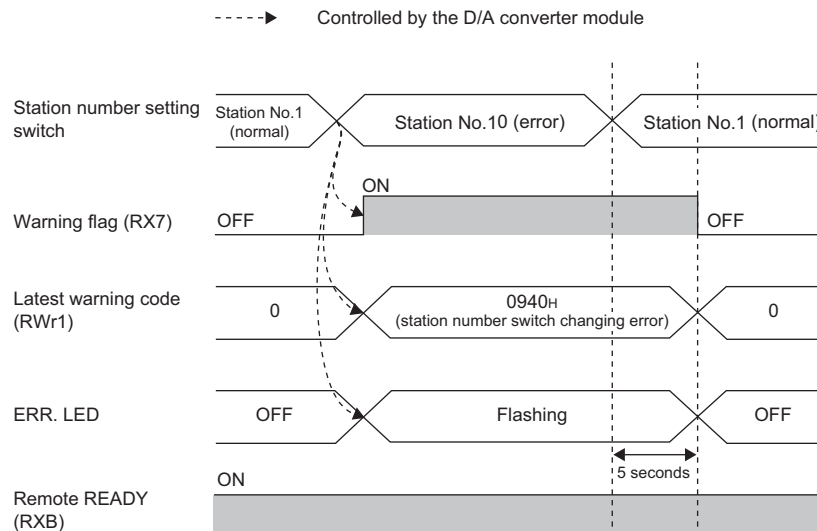 Controlled by the D/A converter module
Station number setting
switch
Station No.1
(normal)
Station No.10 (error)
Station No.1 (normal)
Warning flag (RX7)
OFF
ON
OFF
Latest warning code
(RWr1)
0
0940H
(station number switch changing error)
0
ERR. LED
OFF
Flashing
OFF
5 seconds
Remote READY
(RXB)
ON